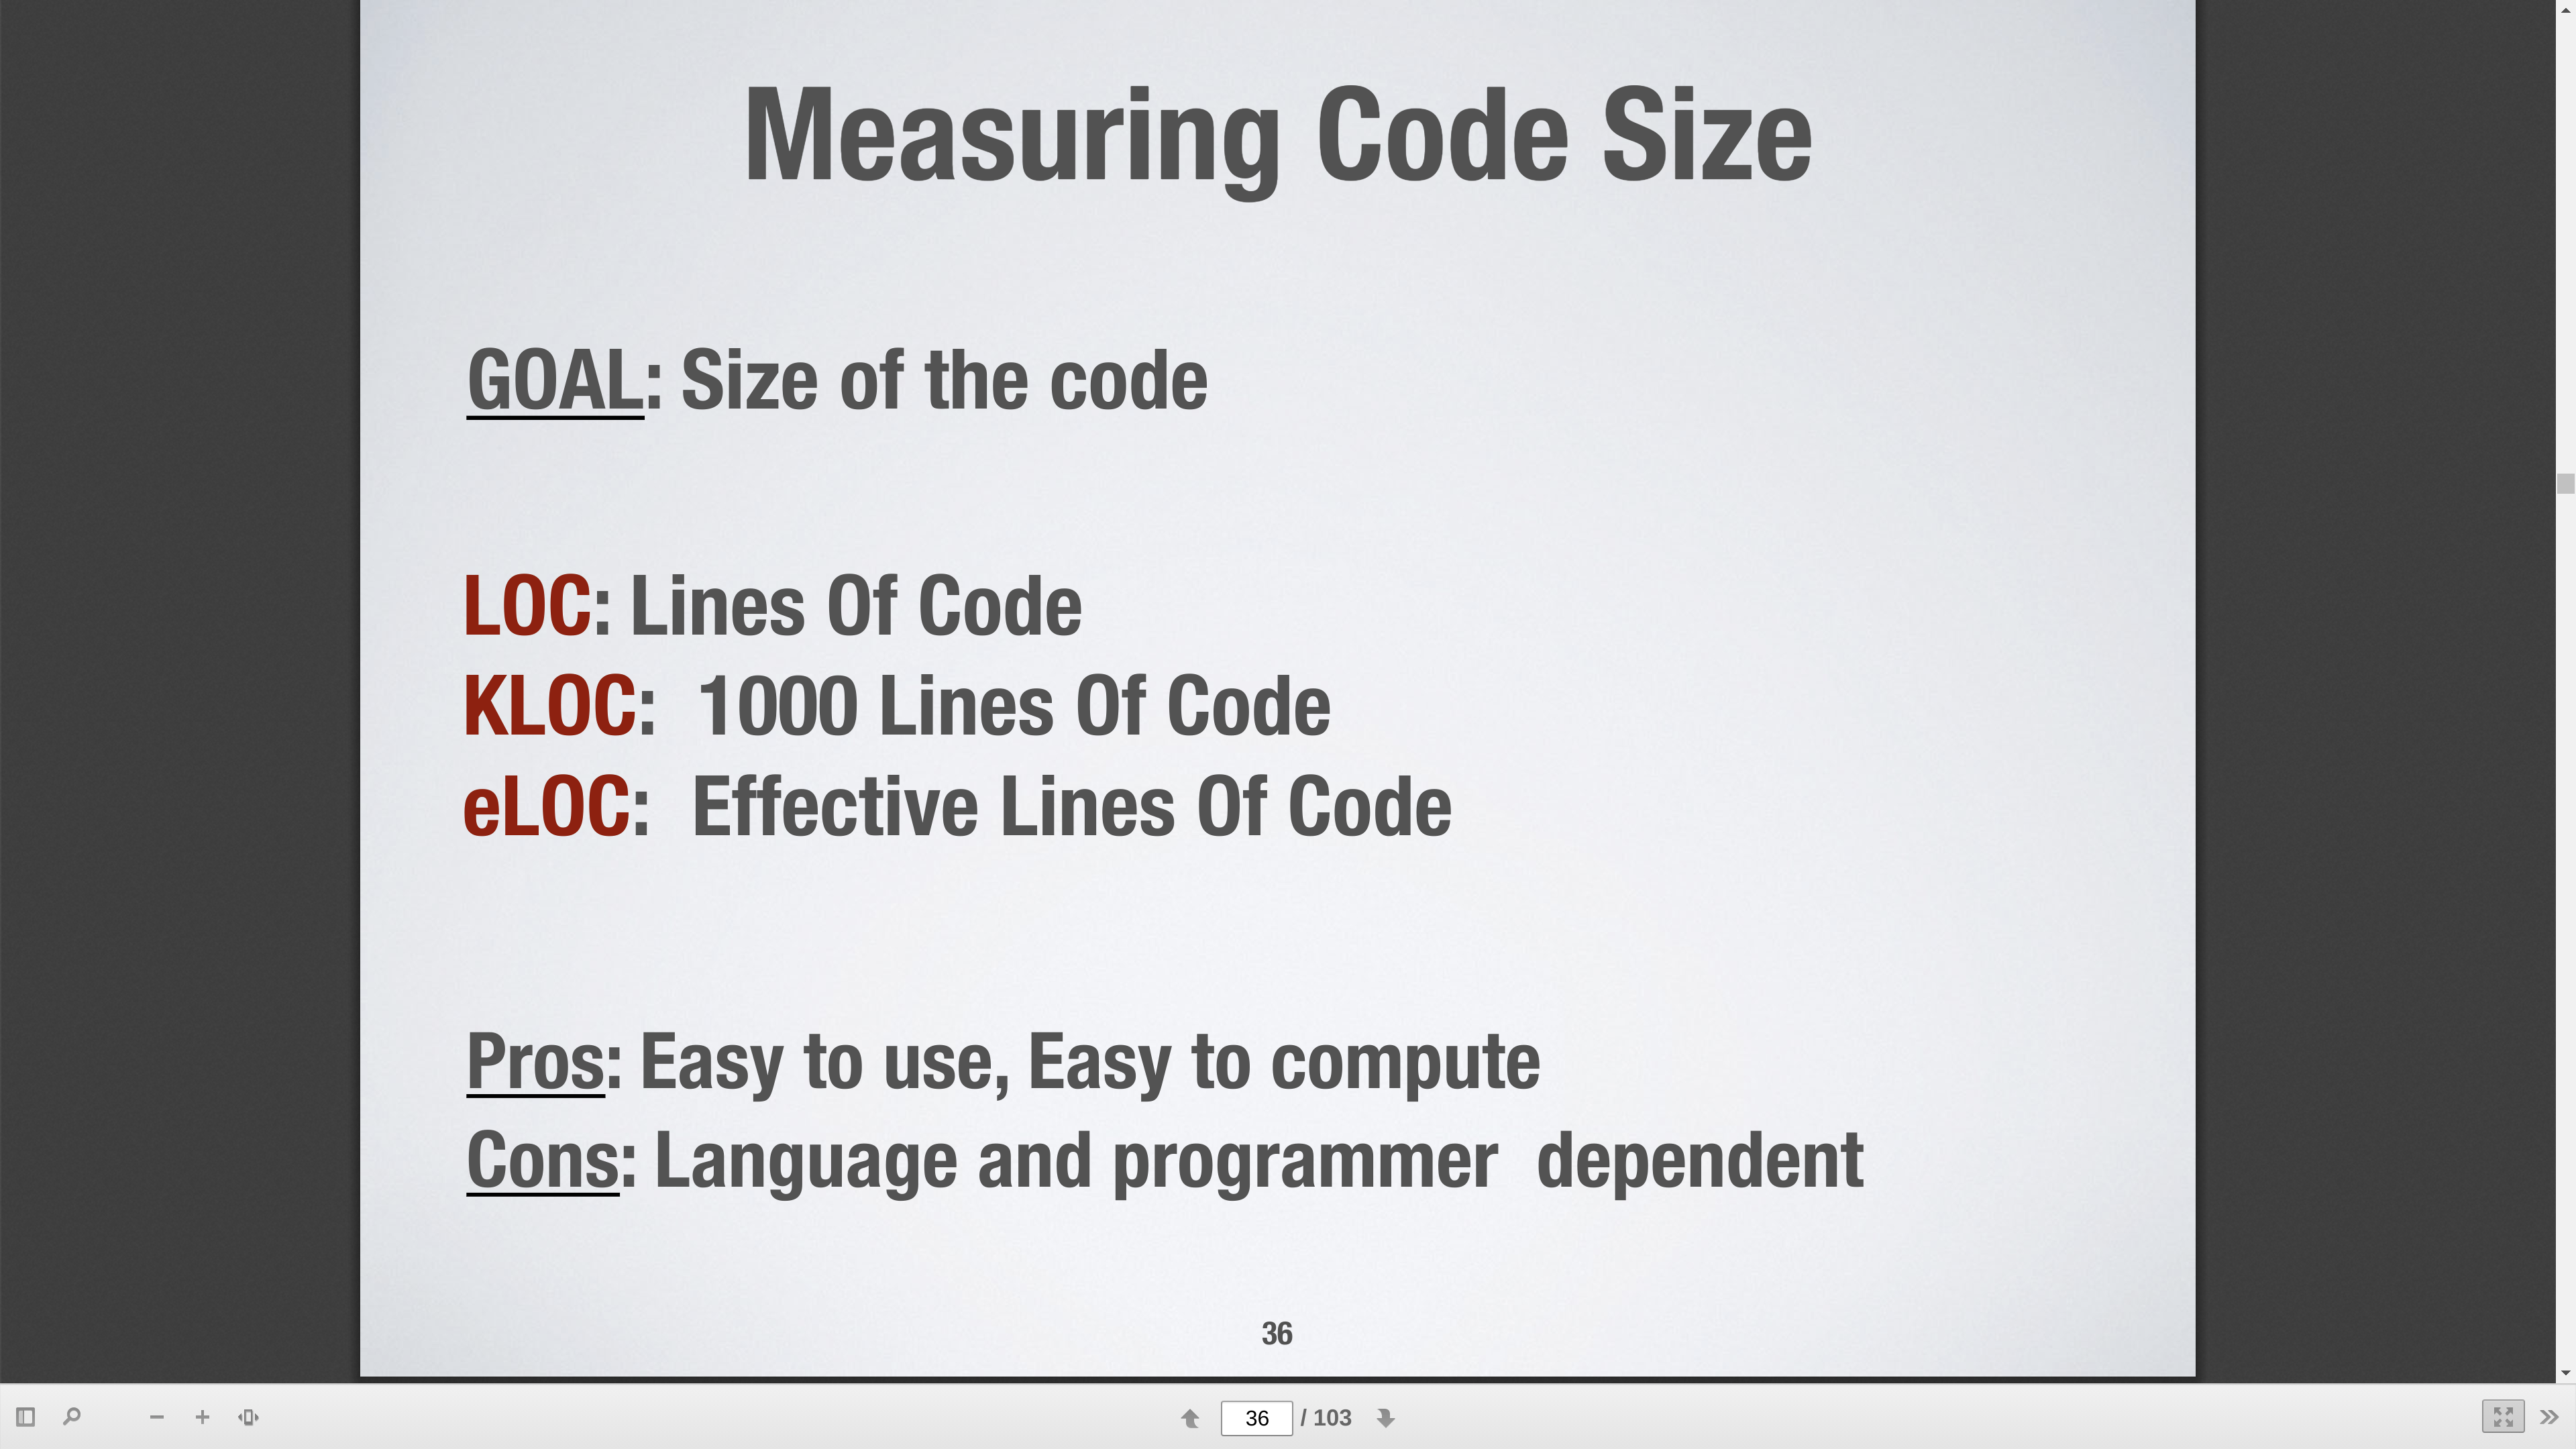 Measuring Code Size
GOAL: Size of the code
LOC: Lines Of Code
KLOC:  1000 Lines Of Code
eLOC:  Effective Lines Of Code
Pros: Easy to use, Easy to compute
Cons: Language and programmer  dependent
36
36 / 103